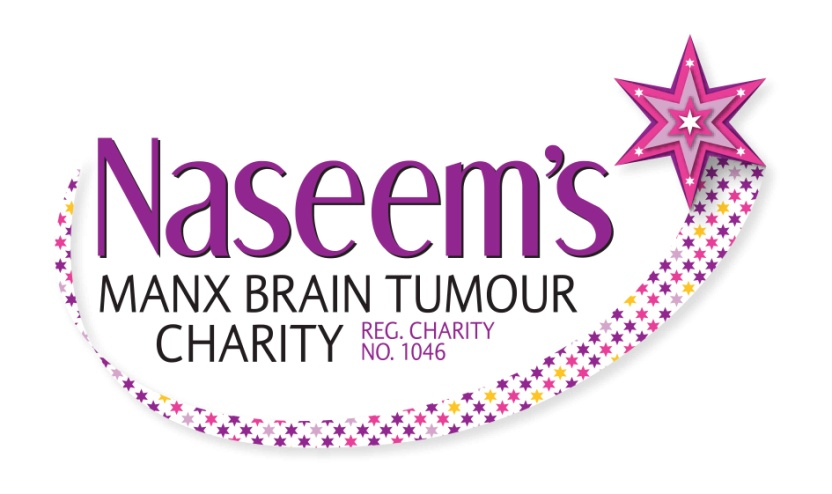 Naseem's
MANX BRAIN TUMOUR
CHARITY
REG. CHARITY
NO. 1046